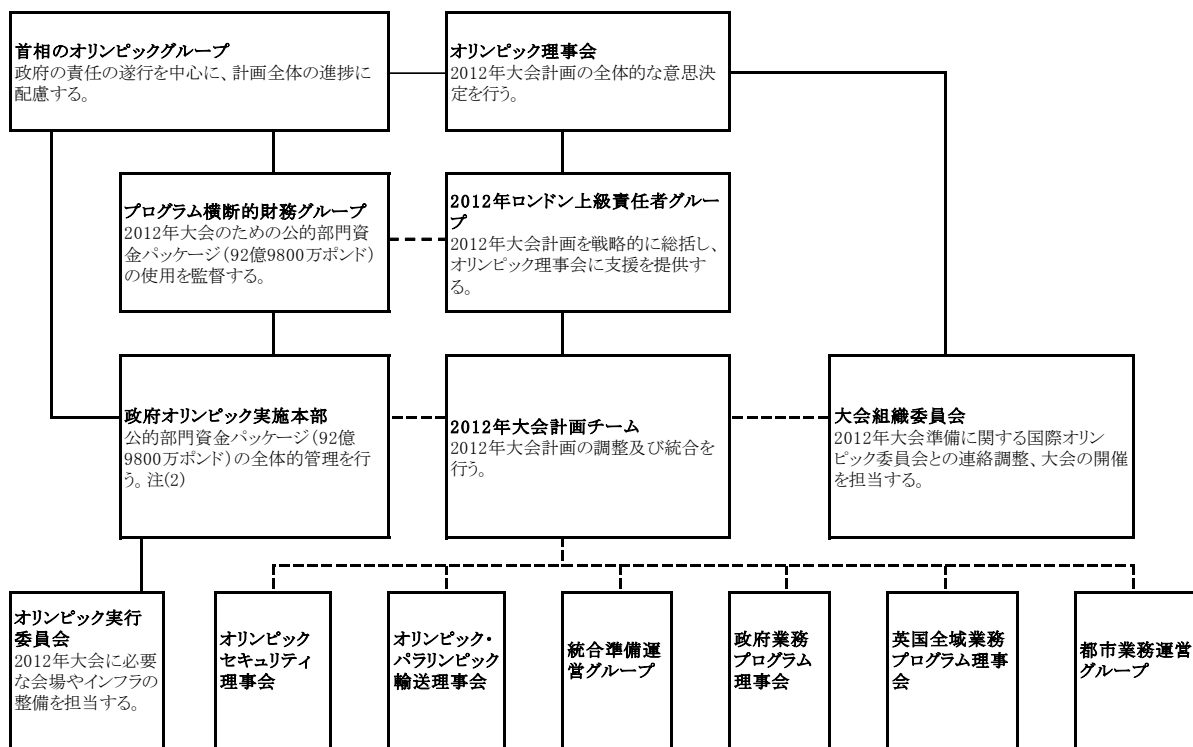 首相のオリンピックグループ
政府の責任の遂行を中心に、計画全体の進捗に
配慮する。
オリンピック理事会
2012年大会計画の全体的な意思決
定を行う。
プログラム横断的財務グループ
2012年大会のための公的部門資
金パッケージ(92億9800万ポンド)
の使用を監督する。
2012年ロンドン上級責任者グルー
プ
2012年大会計画を戦略的に総括し、
オリンピック理事会に支援を提供す
る。
政府オリンピック実施本部
公的部門資金パッケージ(92億
9800万ポンド)の全体的管理を行
う。注(2)
2012年大会計画チーム
2012年大会計画の調整及び統合を
行う。
大会組織委員会
2012年大会準備に関する国際オリン
ピック委員会との連絡調整、大会の開催
を担当する。
オリンピック実行
委員会
2012年大会に必要
な会場やインフラの
整備を担当する。
オリンピック
セキュリティ
理事会
オリンピック・
パラリンピック
輸送理事会
統合準備運
営グループ
政府業務
プログラム
理事会
英国全域業務
プログラム理事
会
都市業務運営
グループ